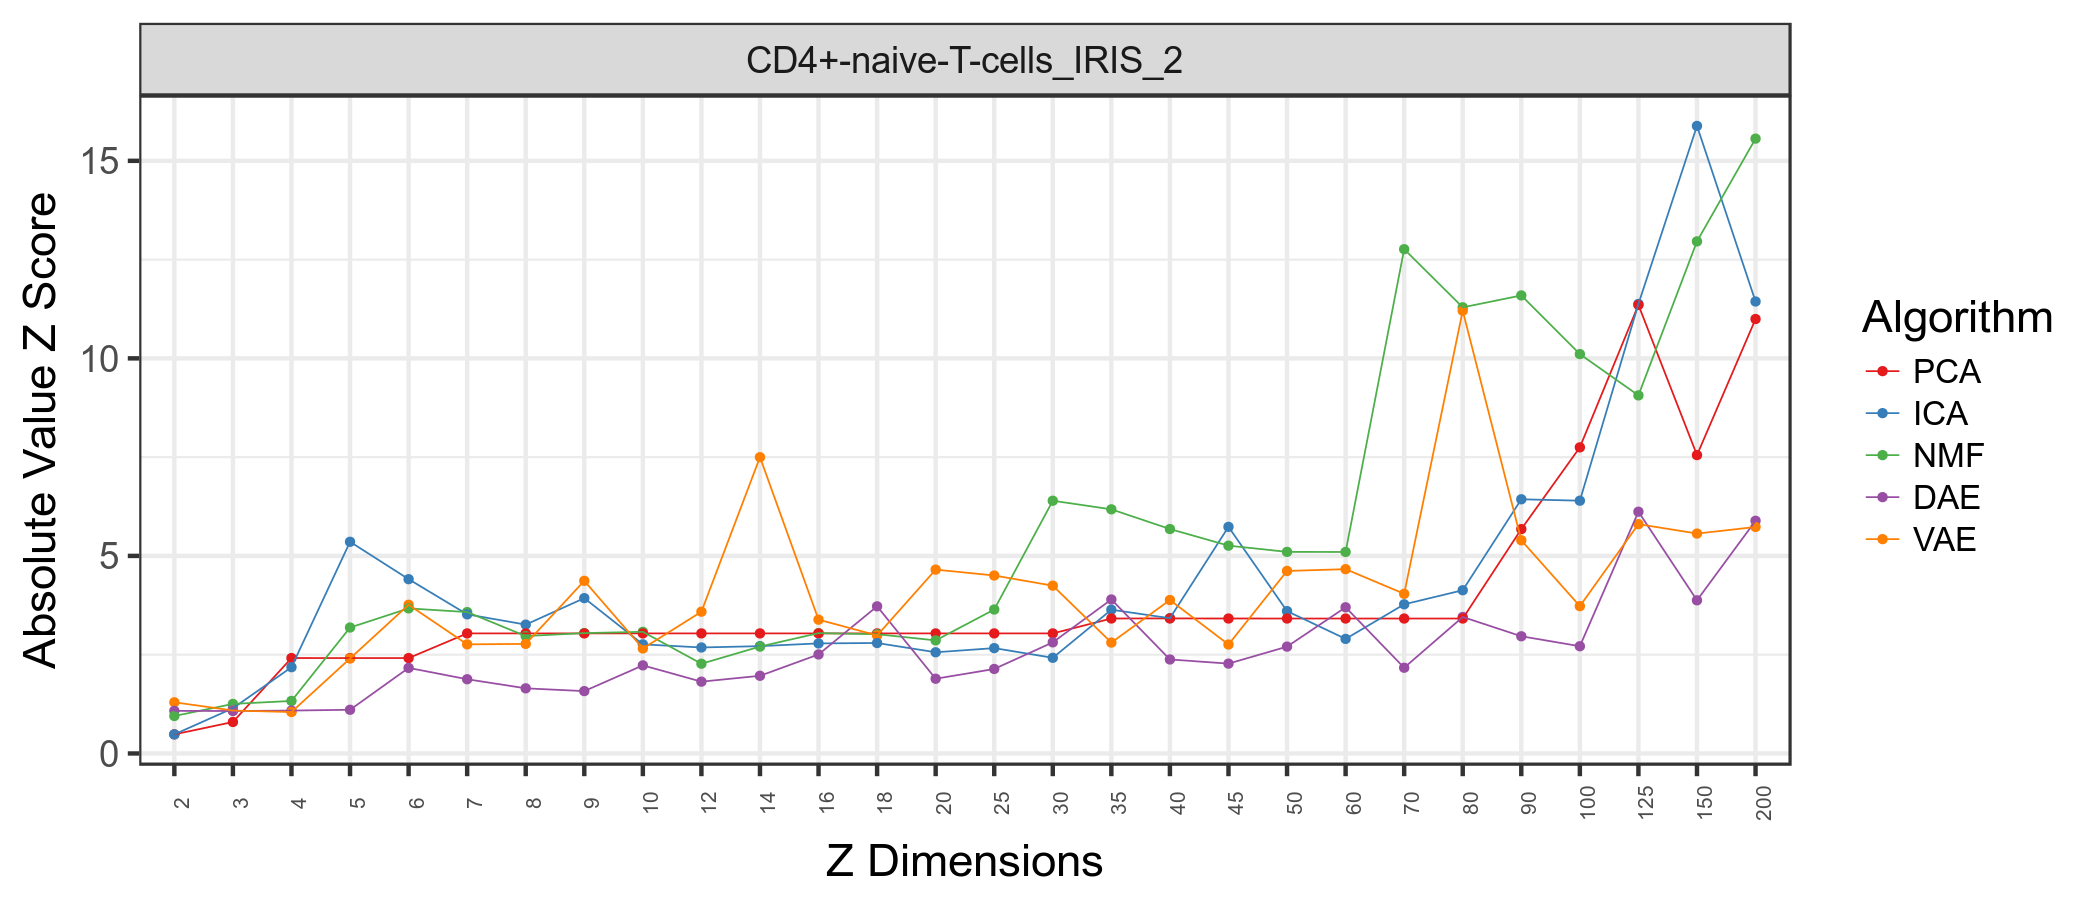 CD4+-naive-T-cells_IRIS_2
Absolute Value Z Score
15
10
5
0
2 3 4 5 6 7 8 9 10 12 14 16 18 20 25 30 35 40 45 50 60 70 80 90 100 125 150 200
Z Dimensions
Algorithm
PCA
ICA
NMF
DAE
VAE